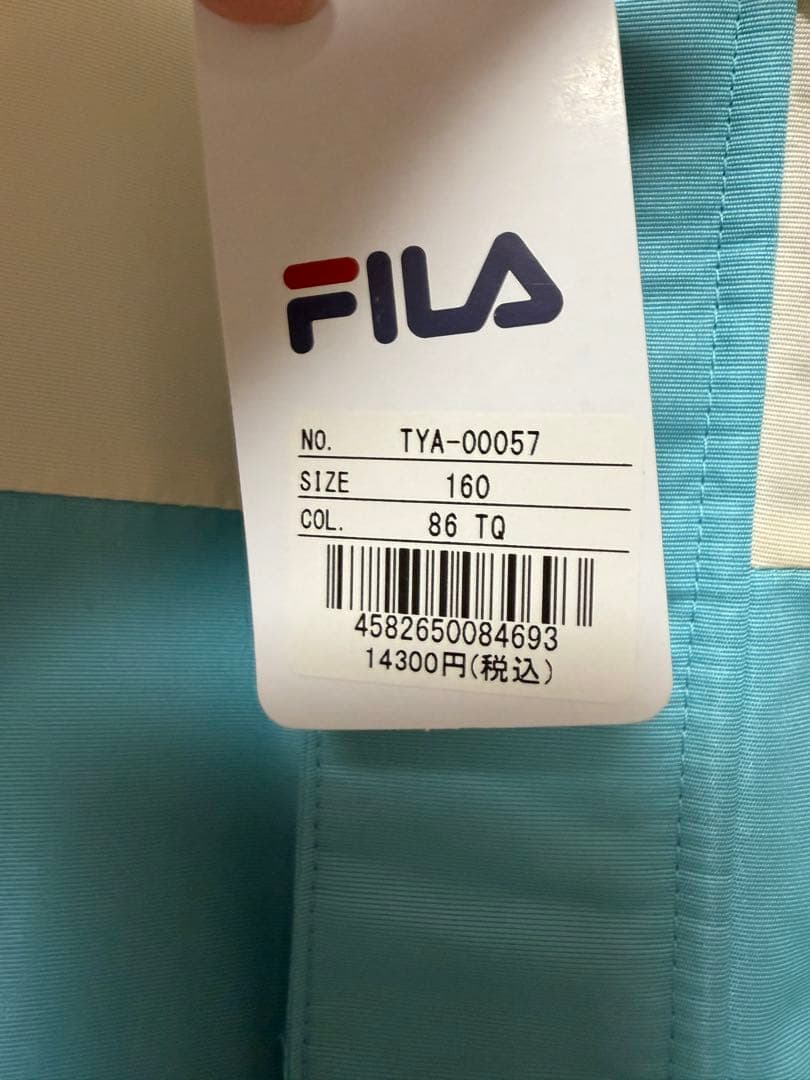 FILA
NO. TYA-00057
SIZE 160
COL. 86 TQ
4582650084693
14300円(税込)